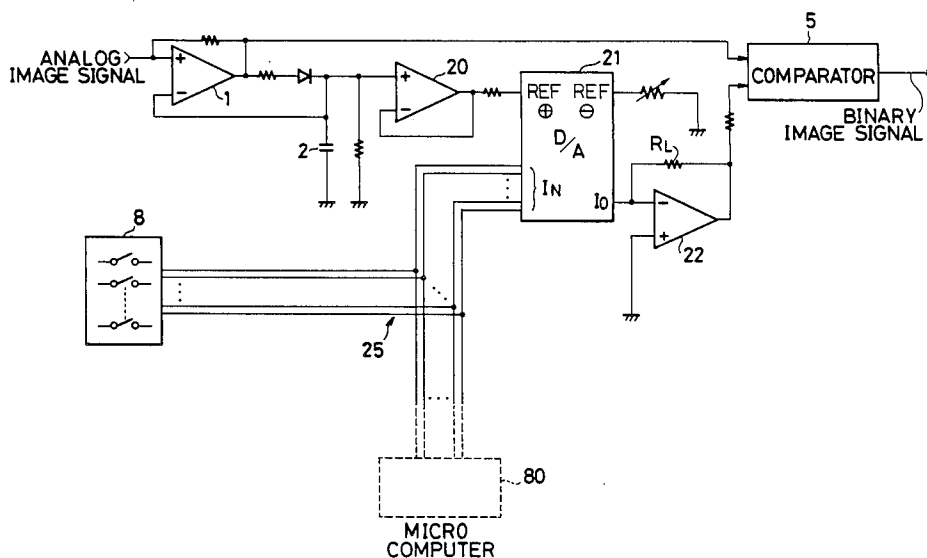 ANALOG
IMAGE SIGNAL
+
−
1
2
+
−
20
21
REF REF
⊕ ⊖
D/A
IN
IO
RL
−
+
22
5
COMPARATOR
BINARY
IMAGE SIGNAL
8
25
80
MICRO
COMPUTER